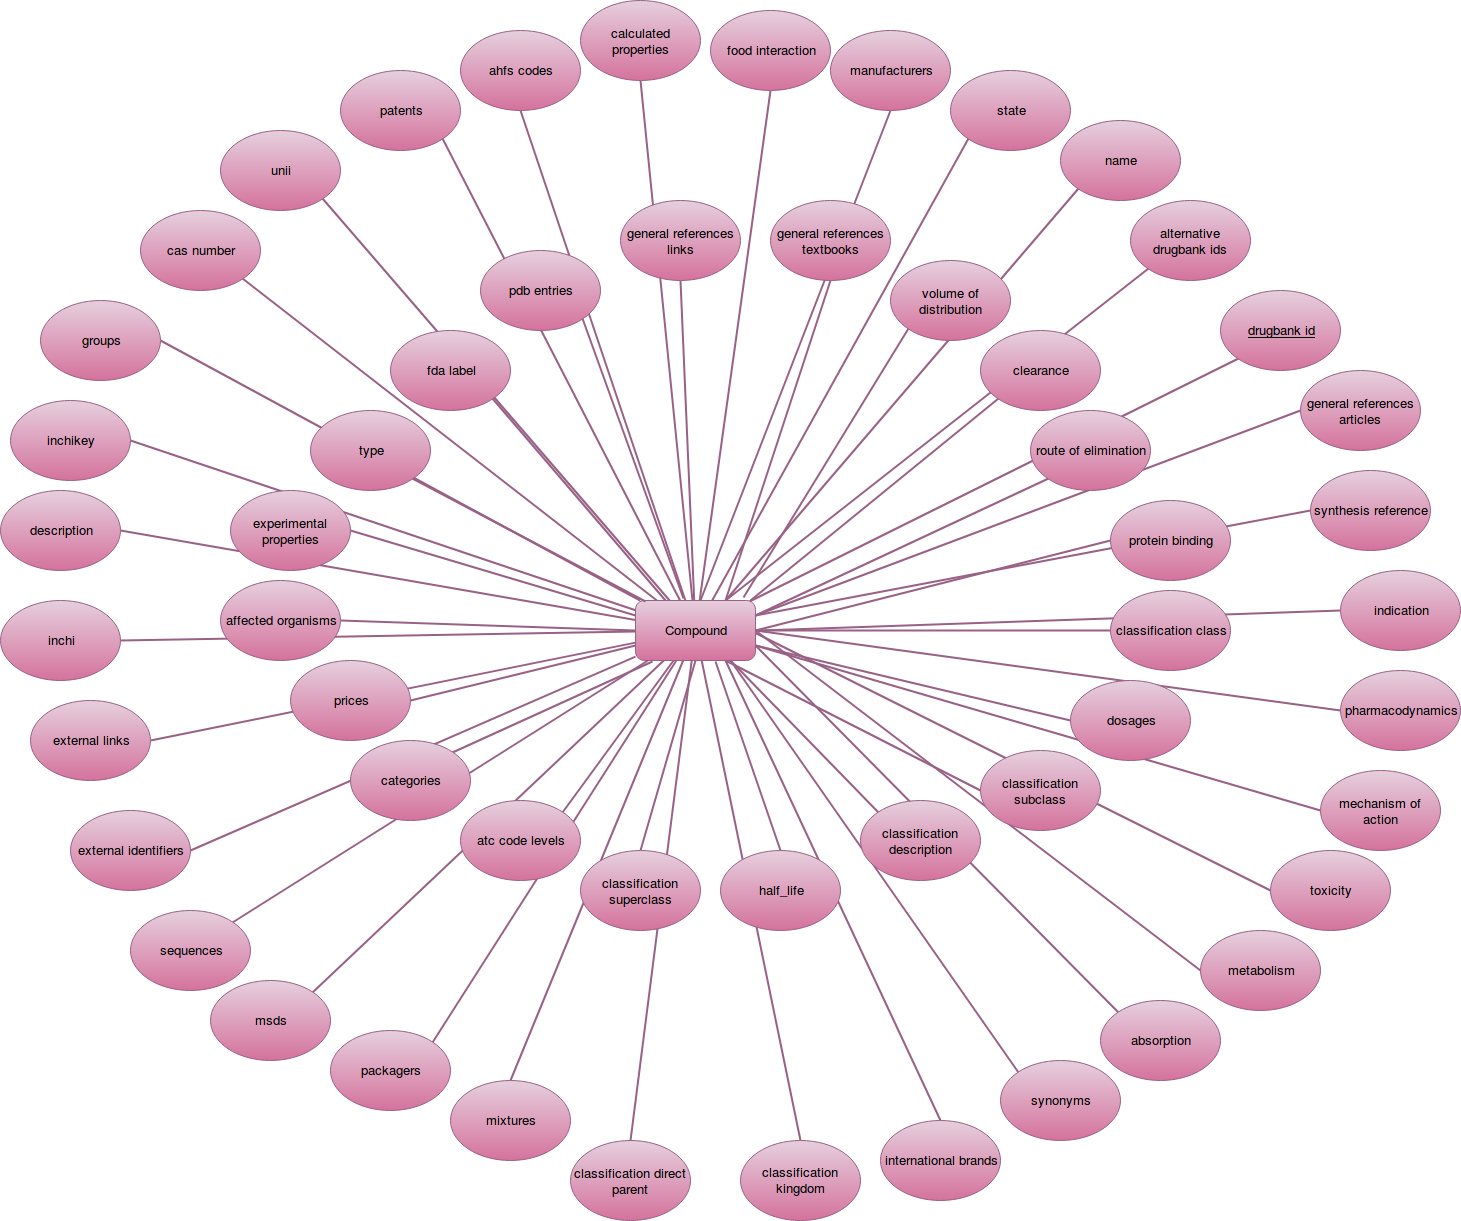 calculated
properties
food interaction
ahfs codes
manufacturers
patents
state
name
unii
general references
links
general references
textbooks
alternative
drugbank ids
cas number
pdb entries
volume of
distribution
drugbank id
groups
fda label
clearance
general references
articles
inchikey
type
route of elimination
synthesis reference
description
experimental
properties
protein binding
indication
affected organisms
Compound
classification class
inchi
prices
pharmacodynamics
external links
dosages
categories
classification
subclass
mechanism of
action
external identifiers
atc code levels
classification
description
toxicity
classification
superclass
half_life
sequences
metabolism
msds
absorption
packagers
synonyms
mixtures
international brands
classification direct
parent
classification
kingdom